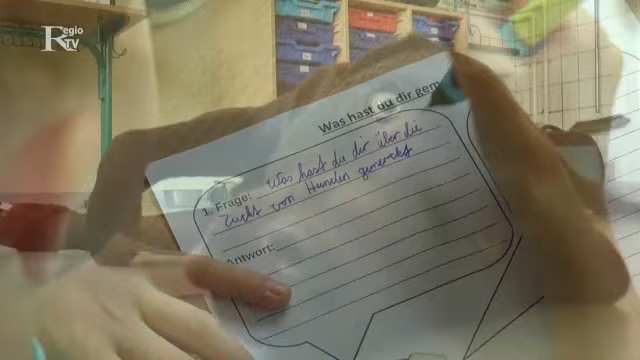 Regio
TV
Was hast du dir gem
1. Frage: Was hast du dir über die
Zucht von Hunden gemerkt
Antwort: